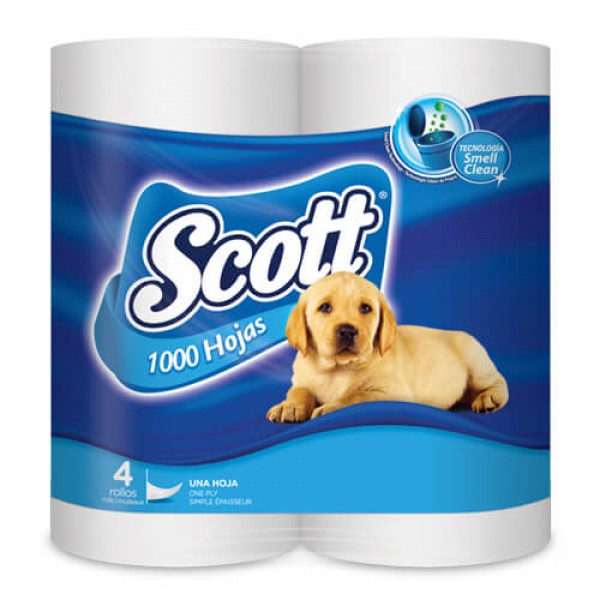 TECNOLOGÍA
Smell
Clean
Scott®
1000 Hojas
4
rollos
UNA HOJA
ONE PLY
SIMPLE ÉPAISSEUR